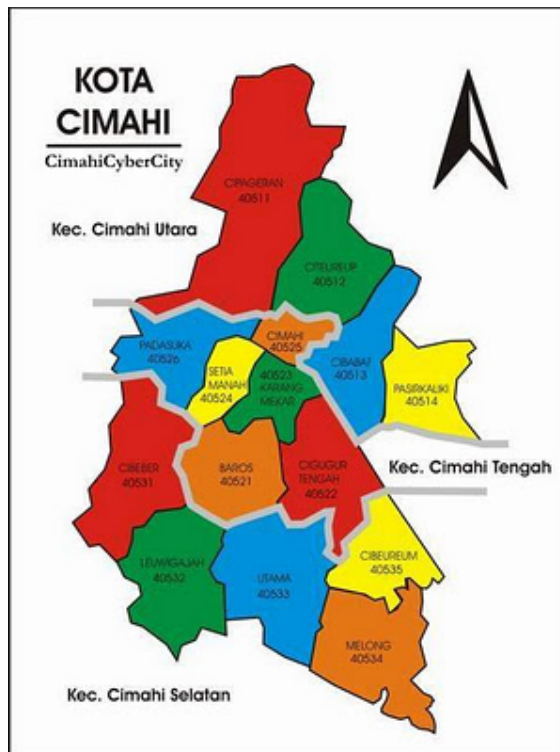 KOTA
CIMAHI
CimahiCyberCity
CIPAGERAN
40511
Kec. Cimahi Utara
CITEUREUP
40512
CIMAHI
40525
PADASUKA
40526
CIBABAT
40513
SETIA
MANAH
40524
40523
KARANG
MEKAR
PASIRKALIKI
40514
Kec. Cimahi Tengah
CIBEBER
40531
BAROS
40521
CIGUGUR
TENGAH
40522
CIBEUREUM
40535
LEUWIGAJAH
40532
UTAMA
40533
MELONG
40534
Kec. Cimahi Selatan